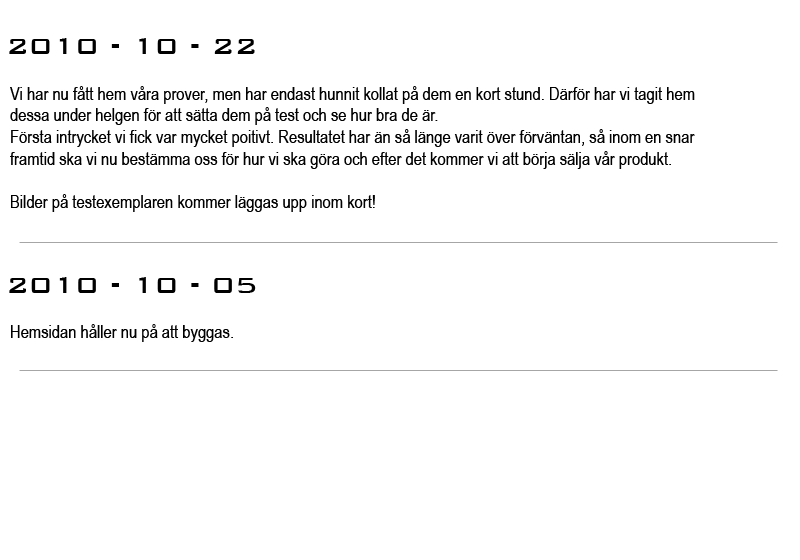 2010 - 10 - 22
Vi har nu fått hem våra prover, men har endast hunnit kollat på dem en kort stund. Därför har vi tagit hem
dessa under helgen för att sätta dem på test och se hur bra de är.
Första intrycket vi fick var mycket poitivt. Resultatet har än så länge varit över förväntan, så inom en snar
framtid ska vi nu bestämma oss för hur vi ska göra och efter det kommer vi att börja sälja vår produkt.
Bilder på testexemplaren kommer läggas upp inom kort!
2010 - 10 - 05
Hemsidan håller nu på att byggas.